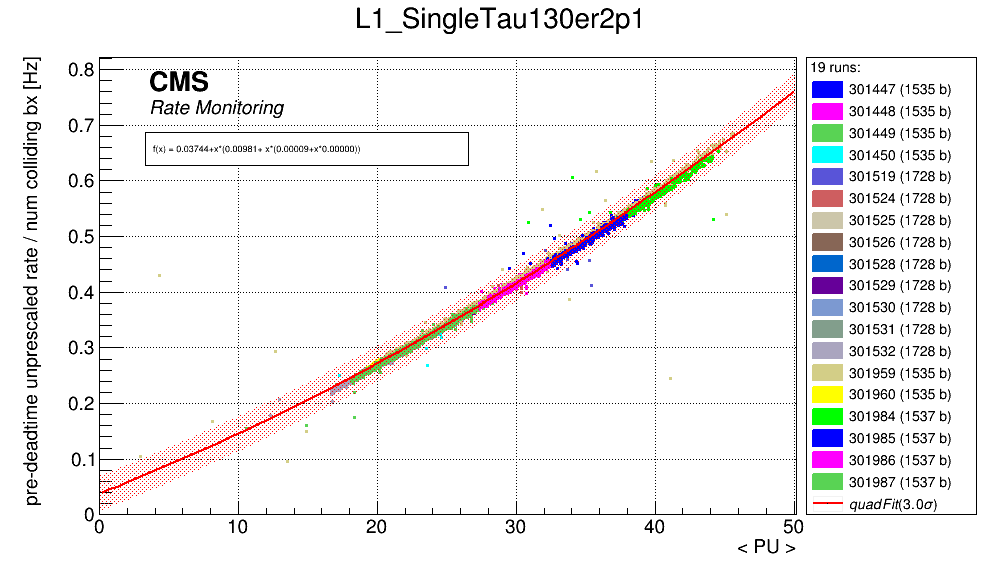 L1_SingleTau130er2p1
pre-deadtime unprescaled rate / num colliding bx [Hz]
CMS
Rate Monitoring
f(x) = 0.03744+x*(0.00981+ x*(0.00009+x*0.00000))
0.8
0.7
0.6
0.5
0.4
0.3
0.2
0.1
0
0 10 20 30 40 50
< PU >
19 runs:
301447 (1535 b)
301448 (1535 b)
301449 (1535 b)
301450 (1535 b)
301519 (1728 b)
301524 (1728 b)
301525 (1728 b)
301526 (1728 b)
301528 (1728 b)
301529 (1728 b)
301530 (1728 b)
301531 (1728 b)
301532 (1728 b)
301959 (1535 b)
301960 (1535 b)
301984 (1537 b)
301985 (1537 b)
301986 (1537 b)
301987 (1537 b)
quadFit(3.0σ)